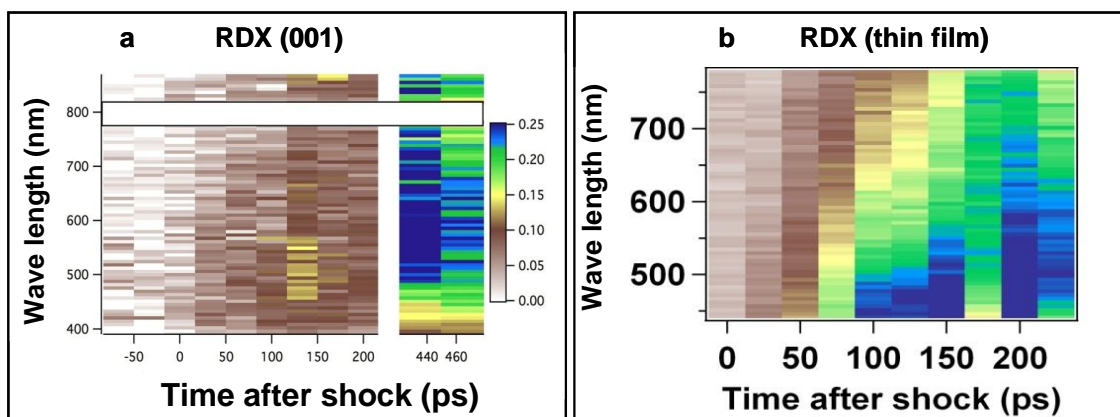 a RDX (001)
Wave length (nm)
800
700
600
500
400
-50 0 50 100 150 200 440 460
Time after shock (ps)
0.25
0.20
0.15
0.10
0.05
0.00
b RDX (thin film)
Wave length (nm)
700
600
500
0 50 100 150 200
Time after shock (ps)